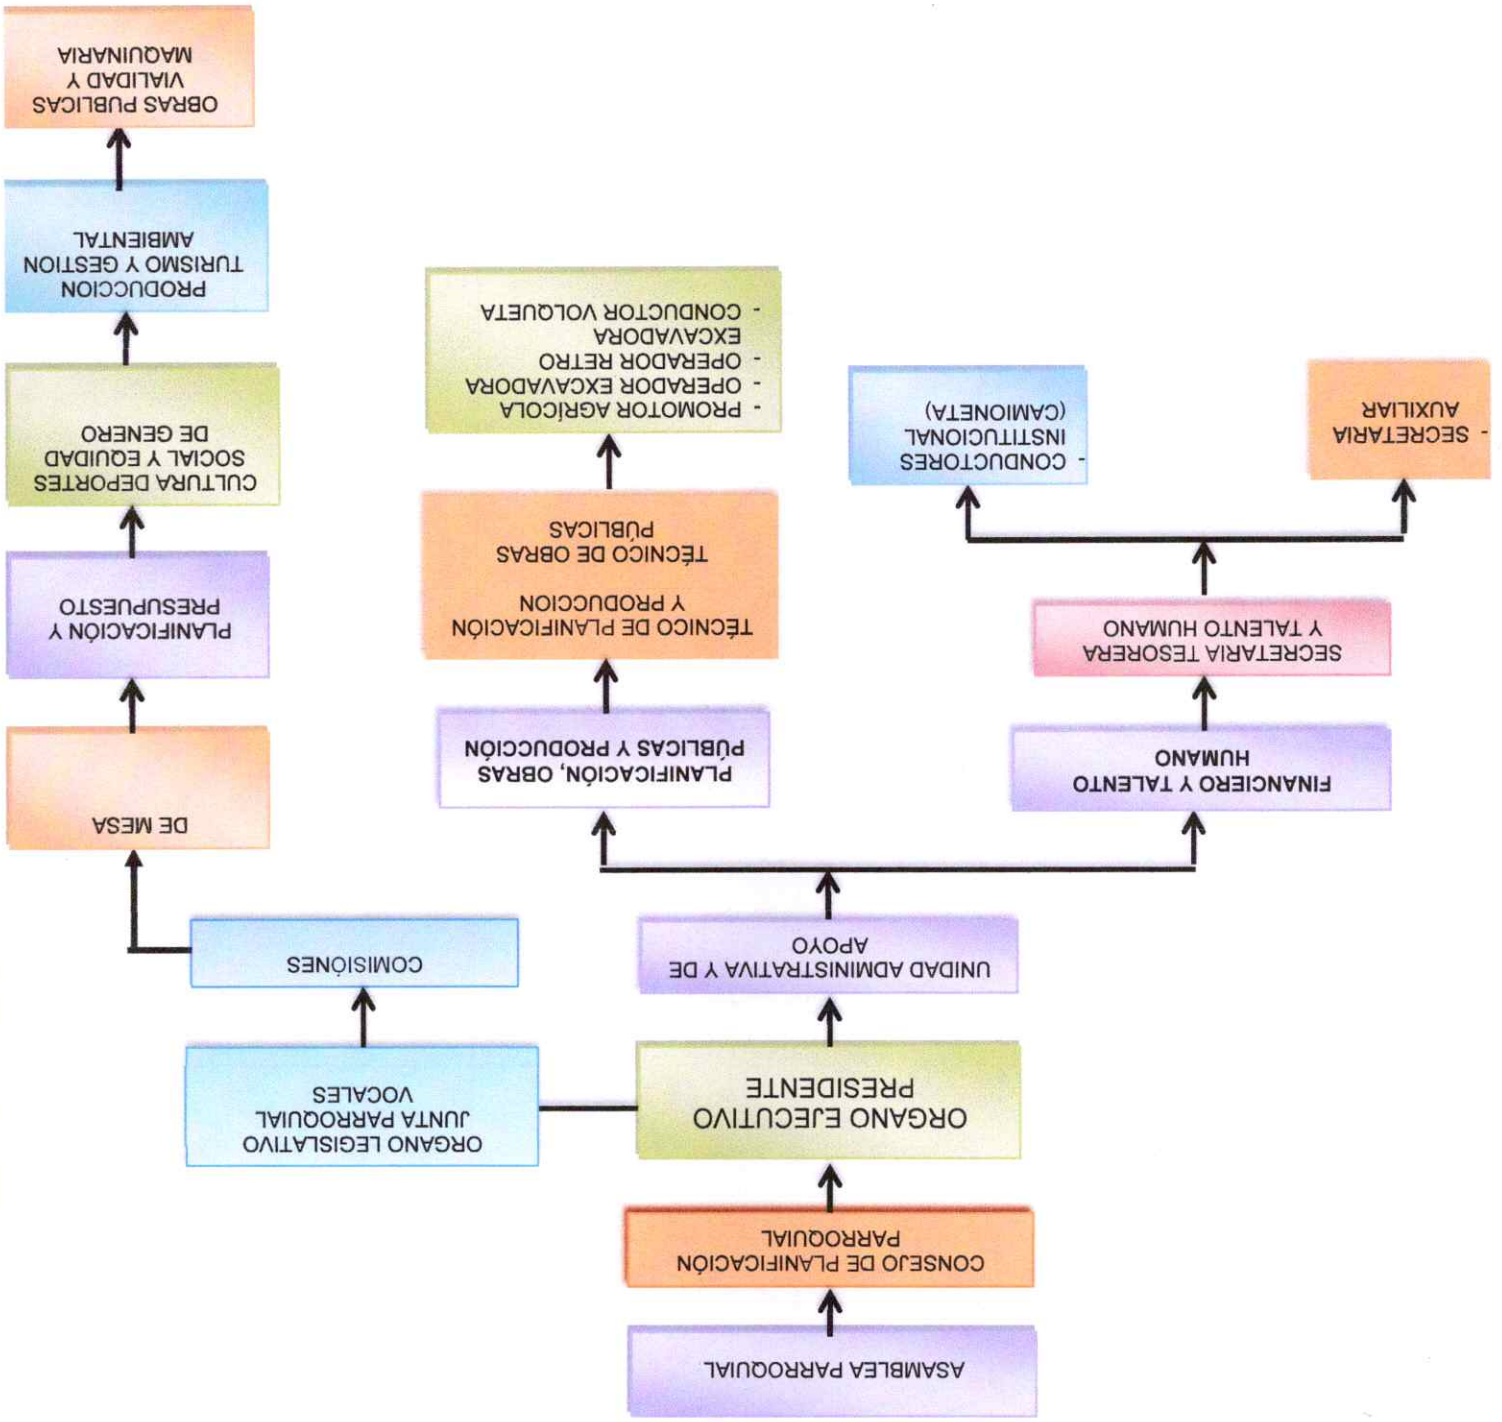 ASAMBLEA PARROQUIAL
CONSEJO DE PLANIFICACIÓN
PARROQUIAL
ORGANO EJECUTIVO
PRESIDENTE
ORGANO LEGISLATIVO
JUNTA PARROQUIAL
VOCALES
UNIDAD ADMINISTRATIVA Y DE
APOYO
COMISIÓNES
FINANCIERO Y TALENTO
HUMANO
SECRETARIA TESORERA
Y TALENTO HUMANO
- SECRETARIA
AUXILIAR
- CONDUCTORES
INSTITUCIONAL
(CAMIONETA)
PLANIFICACIÓN, OBRAS
PÚBLICAS Y PRODUCCIÓN
TÉCNICO DE PLANIFICACIÓN
Y PRODUCCION
TÉCNICO DE OBRAS
PÚBLICAS
- PROMOTOR AGRÍCOLA
- OPERADOR EXCAVADORA
- OPERADOR RETRO
EXCAVADORA
- CONDUCTOR VOLQUETA
DE MESA
PLANIFICACIÓN Y
PRESUPUESTO
CULTURA DEPORTES
SOCIAL Y EQUIDAD
DE GENERO
PRODUCCION
TURISMO Y GESTION
AMBIENTAL
OBRAS PUBLICAS
VIALIDAD Y
MAQUINARIA